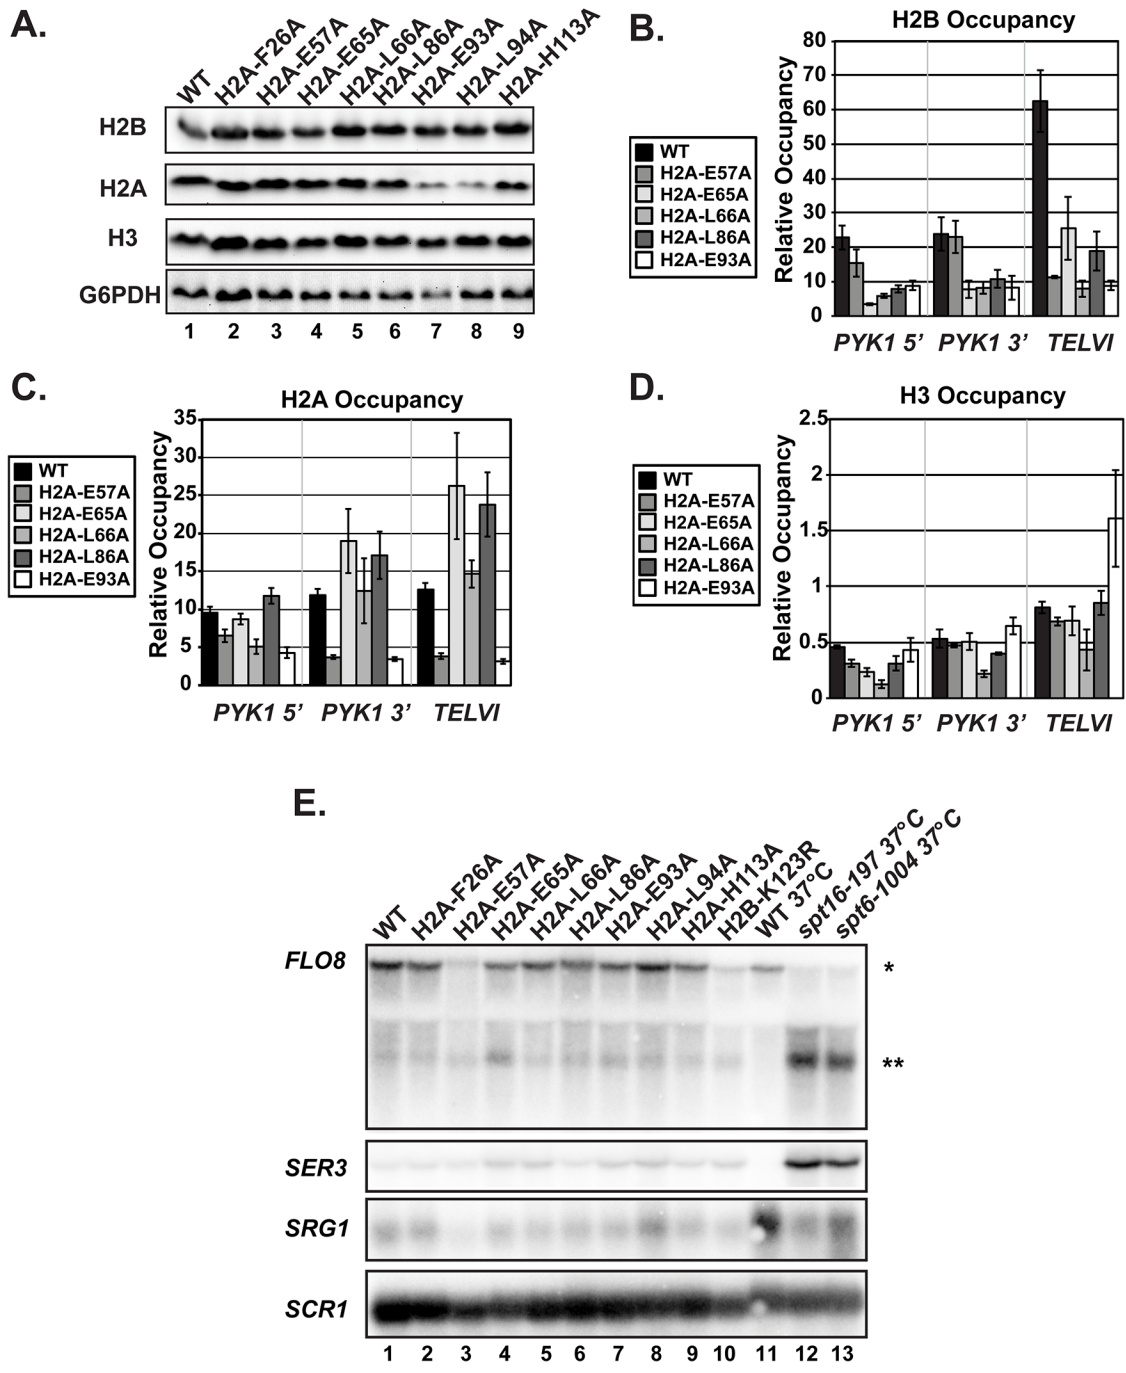 A.
WT
H2A-F26A
H2A-E57A
H2A-E65A
H2A-L66A
H2A-L86A
H2A-E93A
H2A-L94A
H2A-H113A
H2B
H2A
H3
G6PDH
1 2 3 4 5 6 7 8 9
B.
H2B Occupancy
WT
H2A-E57A
H2A-E65A
H2A-L66A
H2A-L86A
H2A-E93A
Relative Occupancy
80
70
60
50
40
30
20
10
0
PYK1 5’ PYK1 3’ TELVI
C.
H2A Occupancy
WT
H2A-E57A
H2A-E65A
H2A-L66A
H2A-L86A
H2A-E93A
Relative Occupancy
35
30
25
20
15
10
5
0
PYK1 5’ PYK1 3’ TELVI
D.
H3 Occupancy
WT
H2A-E57A
H2A-E65A
H2A-L66A
H2A-L86A
H2A-E93A
Relative Occupancy
2.5
2
1.5
1
0.5
0
PYK1 5’ PYK1 3’ TELVI
E.
WT
H2A-F26A
H2A-E57A
H2A-E65A
H2A-L66A
H2A-L86A
H2A-E93A
H2A-L94A
H2A-H113A
H2B-K123R
WT 37°C
spt16-197 37°C
spt6-1004 37°C
FLO8
*
**
SER3
SRG1
SCR1
1 2 3 4 5 6 7 8 9 10 11 12 13